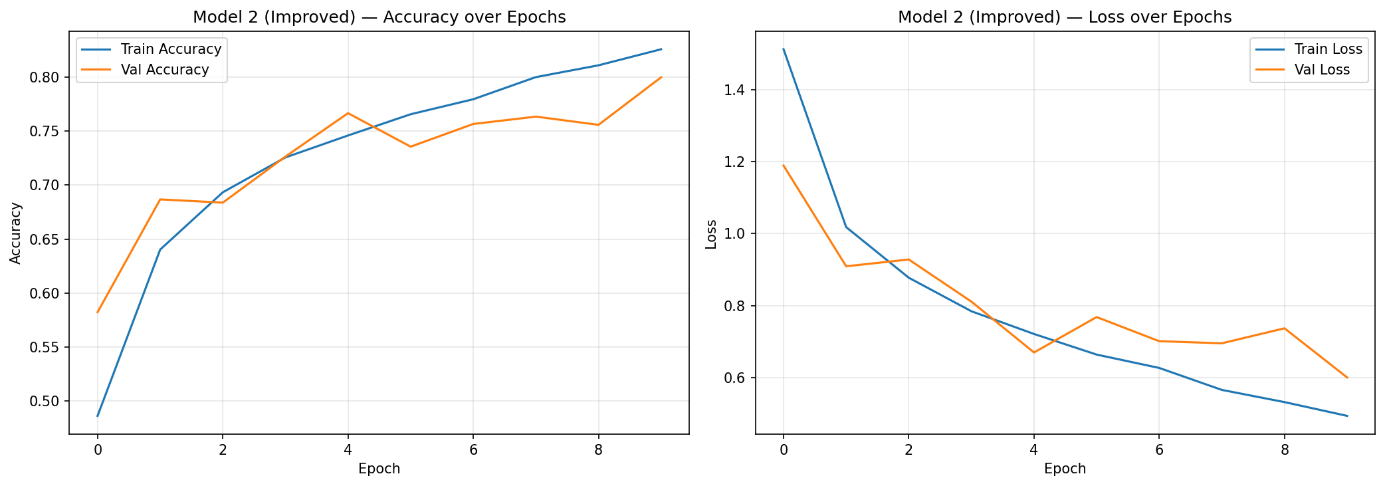 Model 2 (Improved) — Accuracy over Epochs
Train Accuracy
Val Accuracy
0.80
0.75
0.70
0.65
0.60
0.55
0.50
Accuracy
0 2 4 6 8
Epoch
Model 2 (Improved) — Loss over Epochs
Train Loss
Val Loss
1.4
1.2
1.0
0.8
0.6
Loss
0 2 4 6 8
Epoch